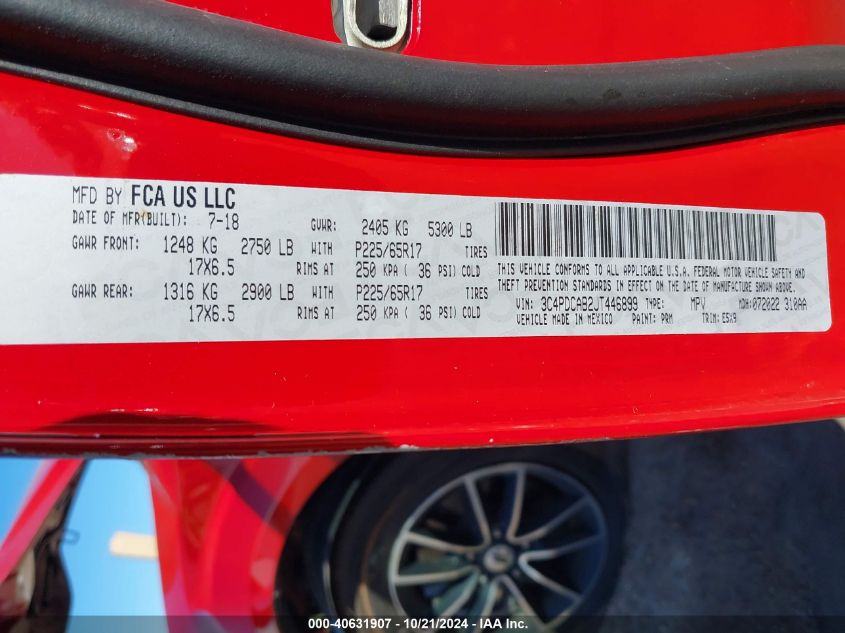 MFD BY FCA US LLC
DATE OF MFR(BUILT): 7-18 GVWR: 2405 KG 5300 LB
GAWR FRONT: 1248 KG 2750 LB WITH P225/65R17 TIRES
17X6.5 RIMS AT 250 KPA ( 36 PSI) COLD
GAWR REAR: 1316 KG 2900 LB WITH P225/65R17 TIRES
17X6.5 RIMS AT 250 KPA ( 36 PSI) COLD
THIS VEHICLE CONFORMS TO ALL APPLICABLE U.S.A. FEDERAL MOTOR VEHICLE SAFETY AND
THEFT PREVENTION STANDARDS IN EFFECT ON THE DATE OF MANUFACTURE SHOWN ABOVE.
VIN: 3C4PDCAB2JT446899 TYPE: MPV MDH: 072022 310AA
VEHICLE MADE IN MEXICO PAINT: PRM TRIM: E5X9
000-40631907 - 10/21/2024 - IAA Inc.